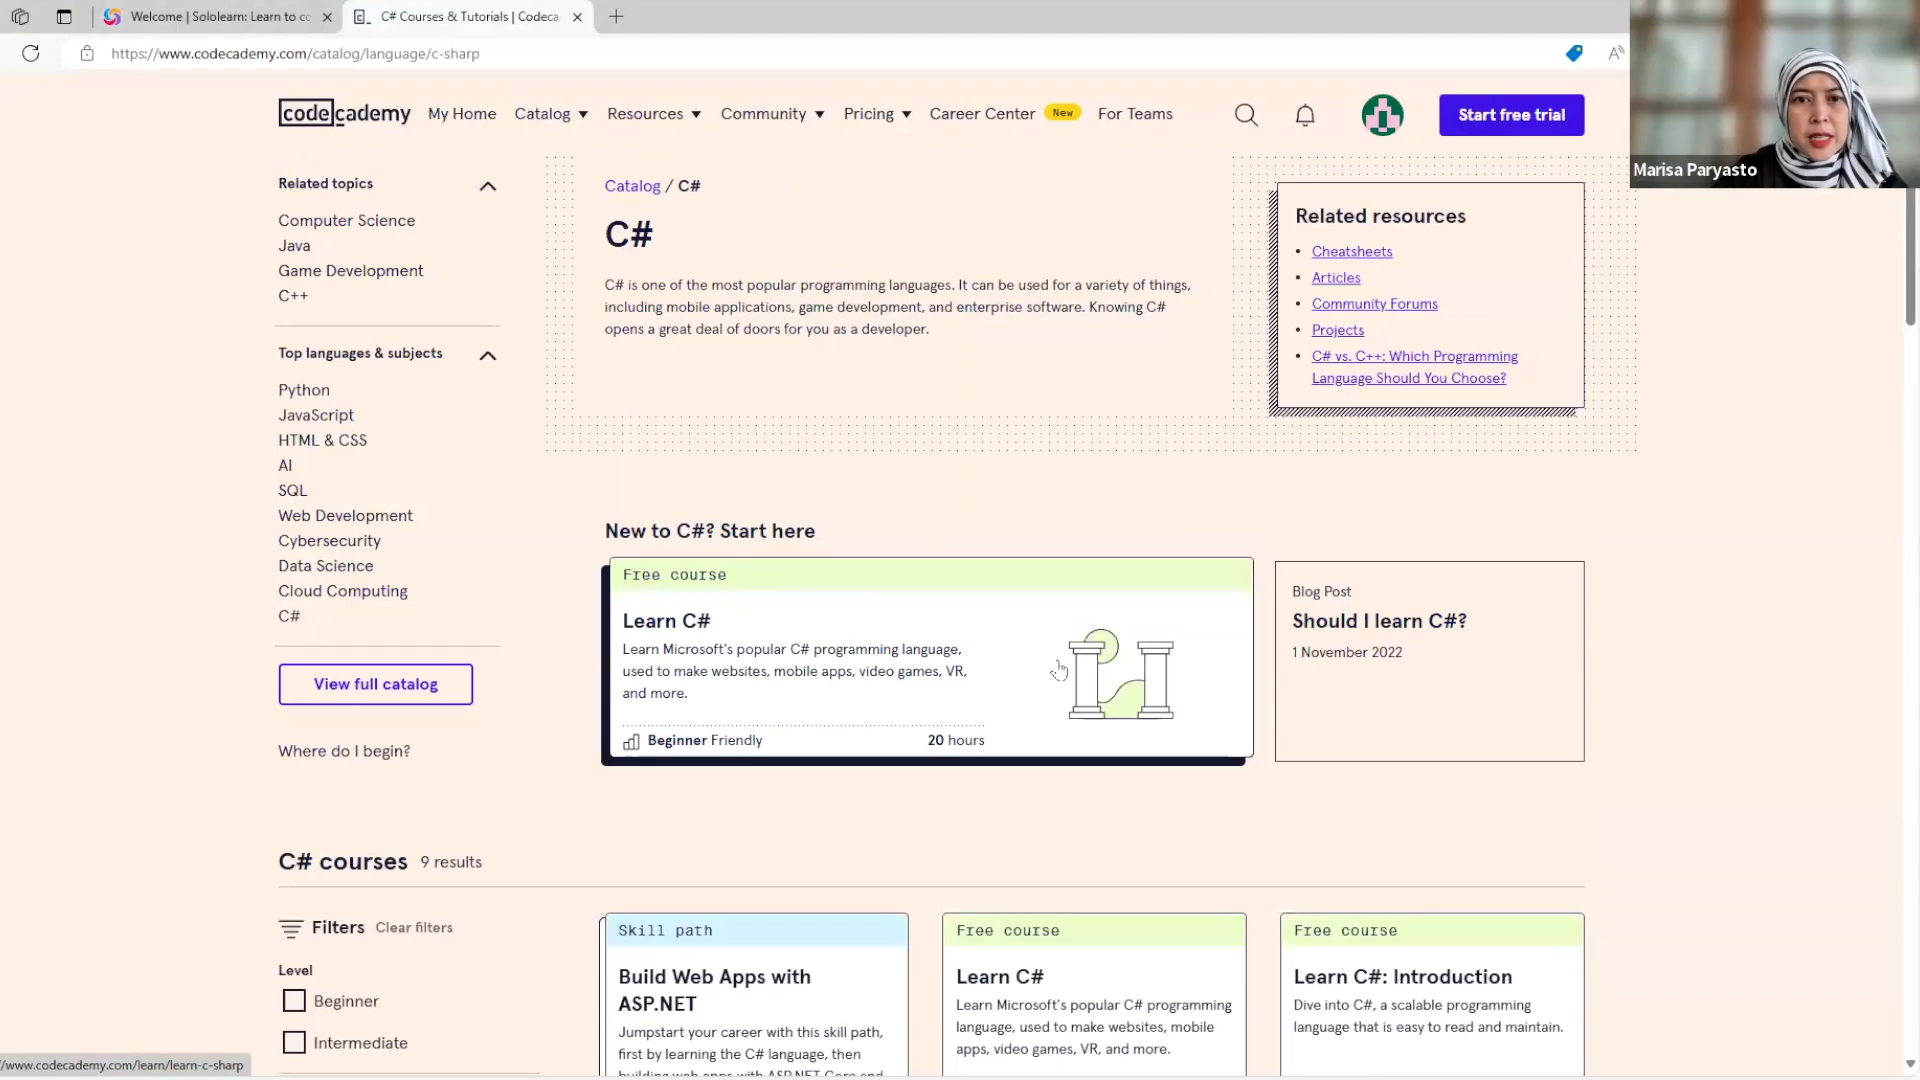 Welcome | Sololearn: Learn to co
C# Courses & Tutorials | Codeca
https://www.codecademy.com/catalog/language/c-sharp
Marisa Paryasto
codecademy My Home Catalog Resources Community Pricing Career Center New For Teams Start free trial
Related topics
Computer Science
Java
Game Development
C++
Top languages & subjects
Python
JavaScript
HTML & CSS
AI
SQL
Web Development
Cybersecurity
Data Science
Cloud Computing
C#
View full catalog
Where do I begin?
Catalog / C#
C#
C# is one of the most popular programming languages. It can be used for a variety of things,
including mobile applications, game development, and enterprise software. Knowing C#
opens a great deal of doors for you as a developer.
Related resources
• Cheatsheets
• Articles
• Community Forums
• Projects
• C# vs. C++: Which Programming
Language Should You Choose?
New to C#? Start here
Free course
Learn C#
Learn Microsoft's popular C# programming language,
used to make websites, mobile apps, video games, VR,
and more.
Beginner Friendly 20 hours
Blog Post
Should I learn C#?
1 November 2022
C# courses 9 results
Filters Clear filters
Level
Beginner
Intermediate
Skill path
Build Web Apps with
ASP.NET
Jumpstart your career with this skill path,
first by learning the C# language, then
building web apps with ASP.NET Core and
Free course
Learn C#
Learn Microsoft's popular C# programming
language, used to make websites, mobile
apps, video games, VR, and more.
Free course
Learn C#: Introduction
Dive into C#, a scalable programming
language that is easy to read and maintain.
/www.codecademy.com/learn/learn-c-sharp